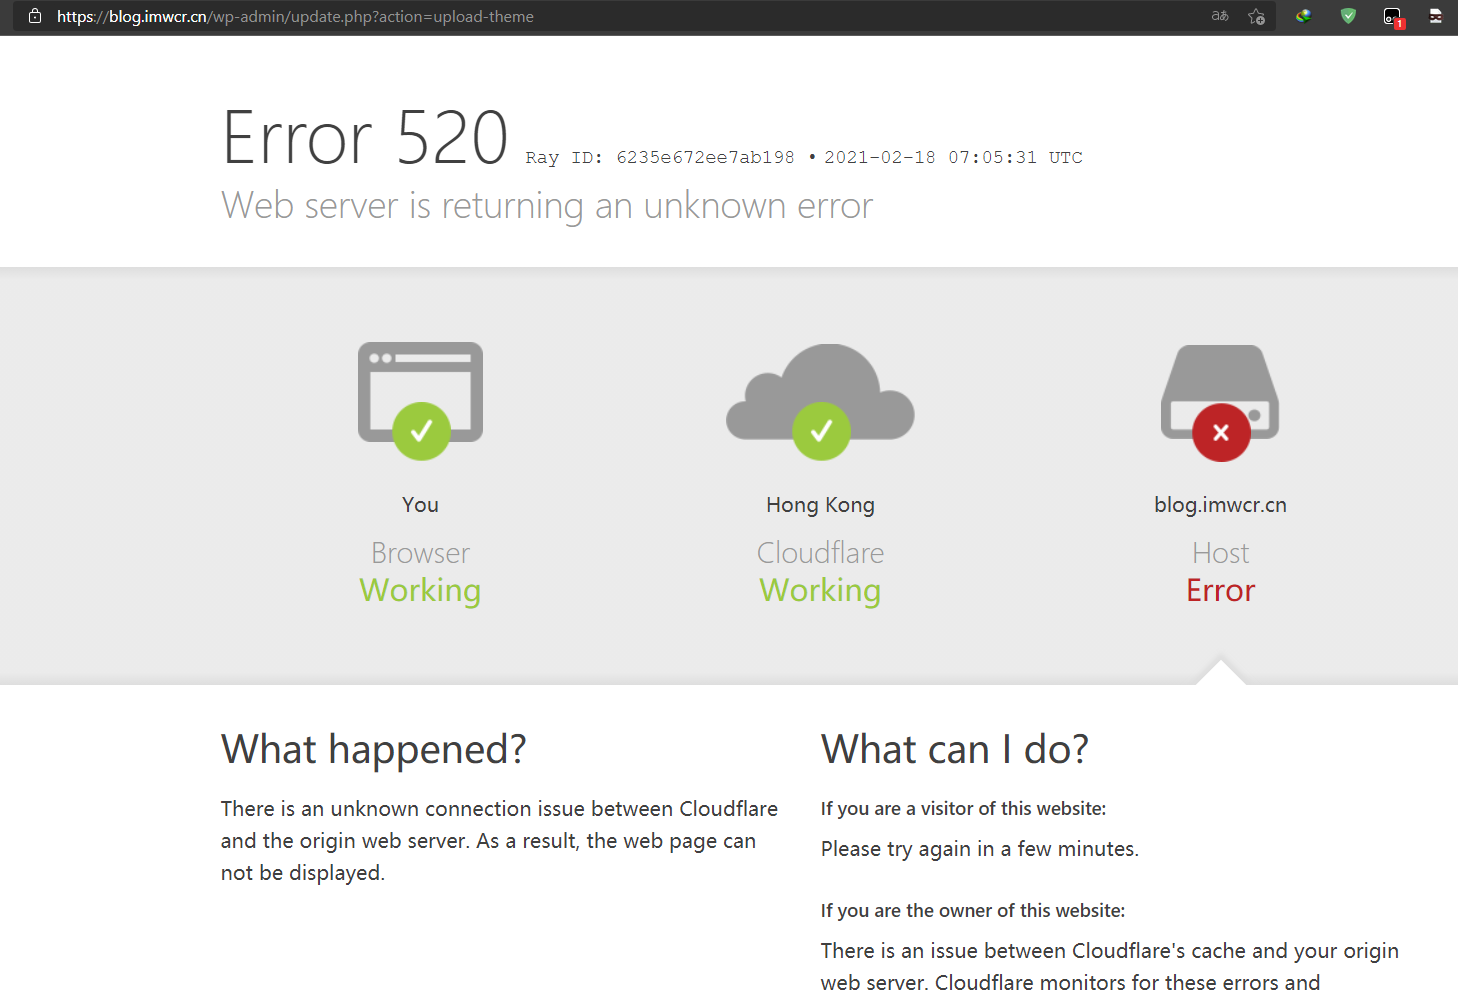 https://blog.imwcr.cn/wp-admin/update.php?action=upload-theme
aあ
1
Error 520 Ray ID: 6235e672ee7ab198 • 2021-02-18 07:05:31 UTC
Web server is returning an unknown error
You
Browser
Working
Hong Kong
Cloudflare
Working
blog.imwcr.cn
Host
Error
What happened?
There is an unknown connection issue between Cloudflare
and the origin web server. As a result, the web page can
not be displayed.
What can I do?
If you are a visitor of this website:
Please try again in a few minutes.
If you are the owner of this website:
There is an issue between Cloudflare's cache and your origin
web server. Cloudflare monitors for these errors and